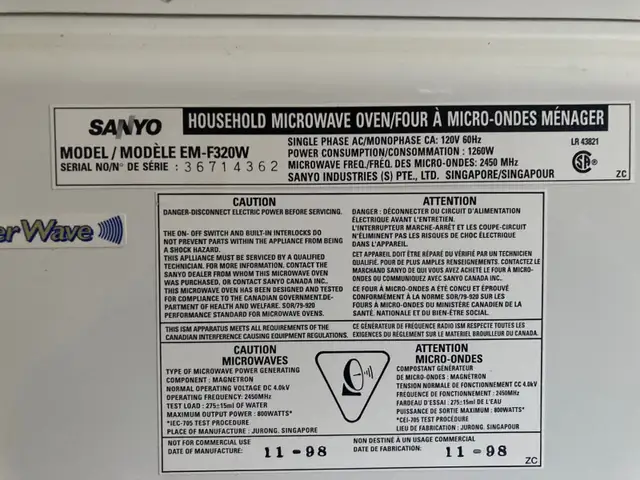 SANYO
HOUSEHOLD MICROWAVE OVEN/FOUR À MICRO-ONDES MÉNAGER
MODEL / MODÈLE EM-F320W
SERIAL NO/N° DE SÉRIE : 36714362
SINGLE PHASE AC/MONOPHASE CA: 120V 60Hz
POWER CONSUMPTION/CONSOMMATION : 1260W
MICROWAVE FREQ./FRÉQ. DES MICRO-ONDES: 2450 MHz
SANYO INDUSTRIES (S) PTE., LTD. SINGAPORE/SINGAPOUR
LR 43821
ZC
er Wave
CAUTION
DANGER-DISCONNECT ELECTRIC POWER BEFORE SERVICING.
THE ON- OFF SWITCH AND BUILT-IN INTERLOCKS DO
NOT PREVENT PARTS WITHIN THE APPLIANCE FROM BEING
A SHOCK HAZARD.
THIS APPLIANCE MUST BE SERVICED BY A QUALIFIED
TECHNICIAN. FOR MORE INFORMATION. CONTACT THE
SANYO DEALER FROM WHOM THIS MICROWAVE OVEN
WAS PURCHASED, OR CONTACT SANYO CANADA INC..
THIS MICROWAVE OVEN HAS BEEN DESIGNED AND TESTED
FOR COMPLIANCE TO THE CANADIAN GOVERNMENT.DE-
PARTMENT OF HEALTH AND WELFARE. SOR/79-920
PERFORMANCE STANDARD FOR MICROWAVE OVENS.
THIS ISM APPARATUS MEETS ALL REQUIREMENTS OF THE
CANADIAN INTERFERENCE CAUSING EQUIPMENT REGULATIONS.
ATTENTION
DANGER : DÉCONNECTER DU CIRCUIT D'ALIMENTATION
ÉLECTRIQUE AVANT L'ENTRETIEN.
L'INTERRUPTEUR MARCHE-ARRÊT ET LES COUPE-CIRCUIT
N'ÉLIMINENT PAS LES RISQUES DE CHOC ÉLECTRIQUE
DANS L'APPAREIL.
CET APPAREIL DOIT ÊTRE RÉPARÉ OU VÉRIFIÉ PAR UN TECHNICIEN
QUALIFIÉ. POUR DE PLUS AMPLES RENSEIGNEMENTS. CONTACTEZ LE
MARCHAND SANYO DE QUI VOUS AVEZ ACHETÉ LE FOUR À MICRO-
ONDES OU CONTACTEZ SANYO CANADA INC..
CE FOUR À MICRO-ONDES A ÉTÉ CONCU ET ÉPROUVÉ
CONFORMÉMENT À LA NORME SOR/79-920 SUR LES
FOURS À MICRO-ONDES DU MINISTÈRE CANADIEN DE LA
SANTÉ. NATIONALE ET DU BIEN-ÊTRE SOCIAL.
CE GÉNÉRATEUR DE FRÉQUENCE RADIO ISM RESPECTE TOUTES LES
EXIGENCES DU RÈGLEMENT SUR LE MATERIEL BROUILLEUR DU CANADA.
CAUTION
MICROWAVES
TYPE OF MICROWAVE POWER GENERATING
COMPONENT : MAGNETRON
NORMAL OPERATING VOLTAGE DC 4.0kV
OPERATING FREQUENCY: 2450MHz
TEST LOAD : 275±15ml OF WATER
MAXIMUM OUTPUT POWER : 800WATTS*
*IEC-705 TEST PROCEDURE
PLACE OF MANUFACTURE : JURONG. SINGAPORE
ATTENTION
MICRO-ONDES
COMPOSTANT GÉNÉRATEUR
DE MICRO-ONDES : MAGNÉTRON
TENSION NORMALE DE FONCTIONNEMENT CC 4.0kV
FREQUENCE DE FONCTIONNEMENT : 2450MHz
FARDEAU D'ESSAI : 275±15ml DE L'EAU
PUISSANCE DE SORTIE MAXIMUM : 800WATTS*
*CEI-705 TEST PROCÉDURE
LIEU DE FABRICATION : JURONG. SINGAPOUR
NOT FOR COMMERCIAL USE
DATE OF MANUFACTURE: 11-98
NON DESTINÉ À UN USAGE COMMERCIAL
DATE DE FABRICATION: 11-98
ZC